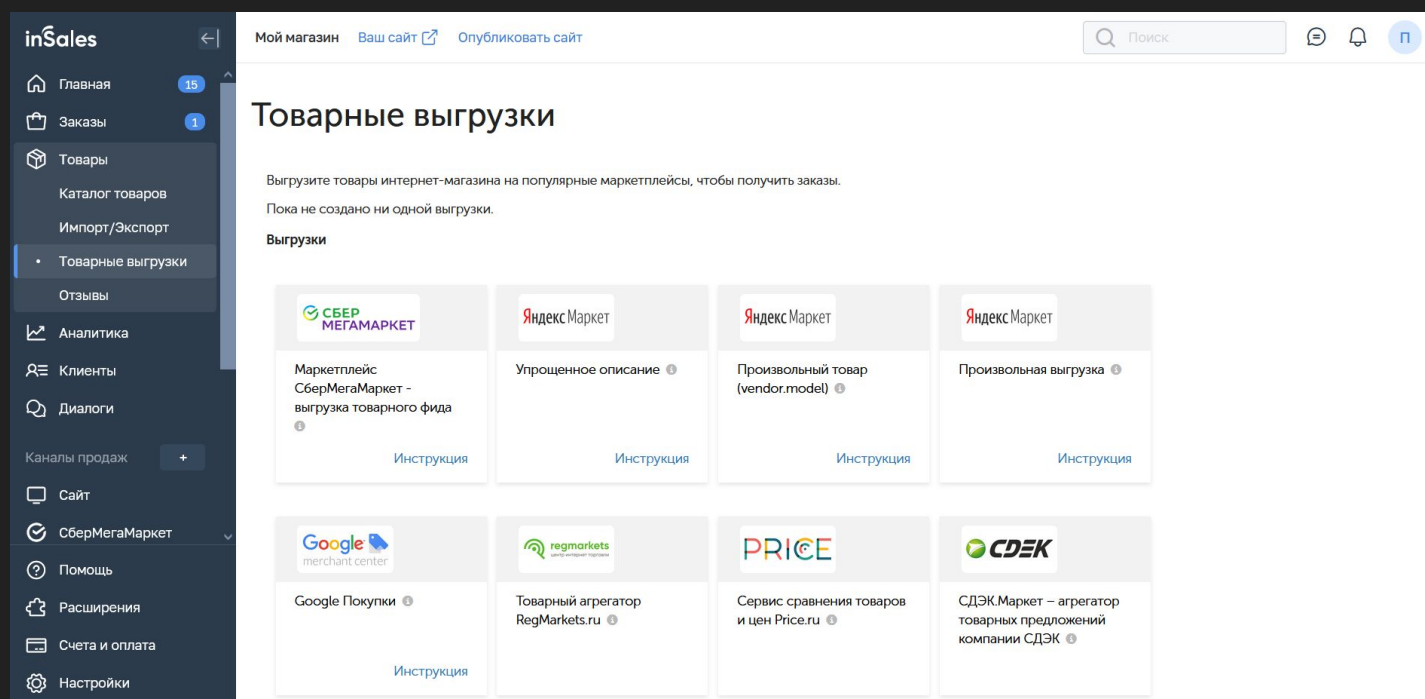 inSales
Мой магазин Ваш сайт Опубликовать сайт
Поиск
П
Главная 15
Заказы 1
Товары
Каталог товаров
Импорт/Экспорт
Товарные выгрузки
Отзывы
Аналитика
Клиенты
Диалоги
Каналы продаж +
Сайт
СберМегаМаркет
Помощь
Расширения
Счета и оплата
Настройки
Товарные выгрузки
Выгрузите товары интернет-магазина на популярные маркетплейсы, чтобы получить заказы.
Пока не создано ни одной выгрузки.
Выгрузки
СБЕР
МЕГАМАРКЕТ
Маркетплейс
СберМегаМаркет -
выгрузка товарного фида
Инструкция
Яндекс Маркет
Упрощенное описание
Инструкция
Яндекс Маркет
Произвольный товар
(vendor.model)
Инструкция
Яндекс Маркет
Произвольная выгрузка
Инструкция
Google
merchant center
Google Покупки
Инструкция
regmarkets
центр интернет торговли
Товарный агрегатор
RegMarkets.ru
PRICE
Сервис сравнения товаров
и цен Price.ru
CDEK
СДЭК.Маркет – агрегатор
товарных предложений
компании СДЭК